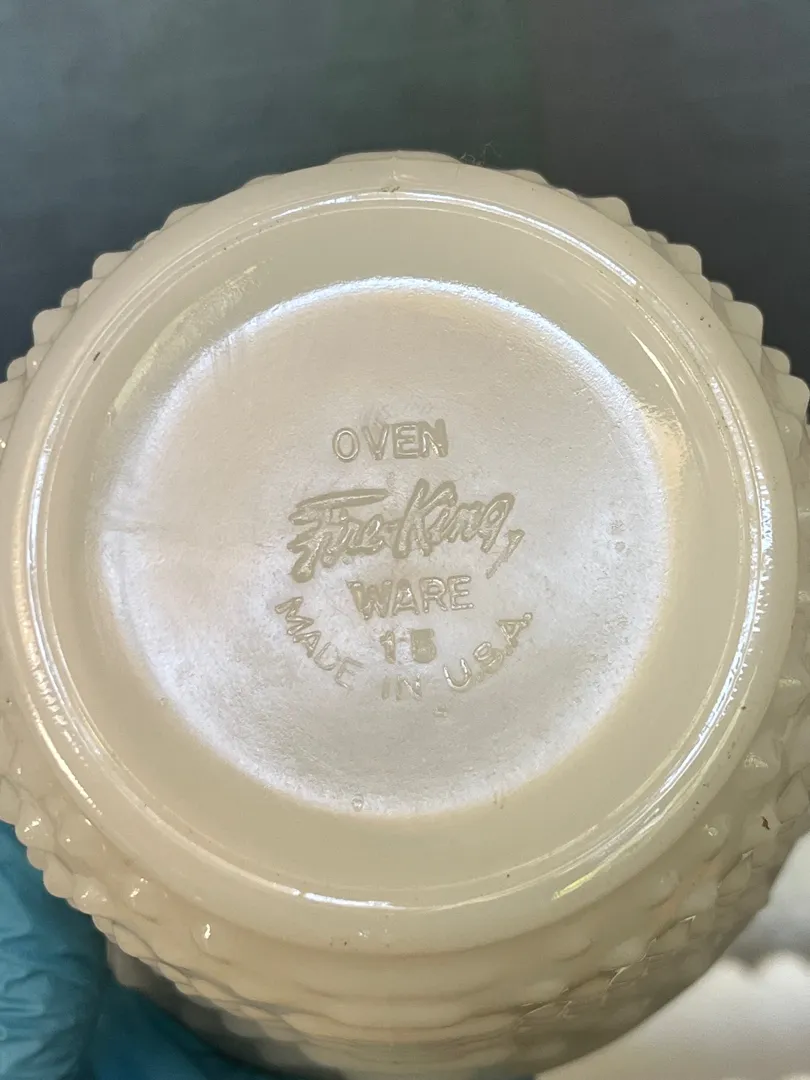 OVEN
Fire-King
WARE
15
MADE IN U.S.A.